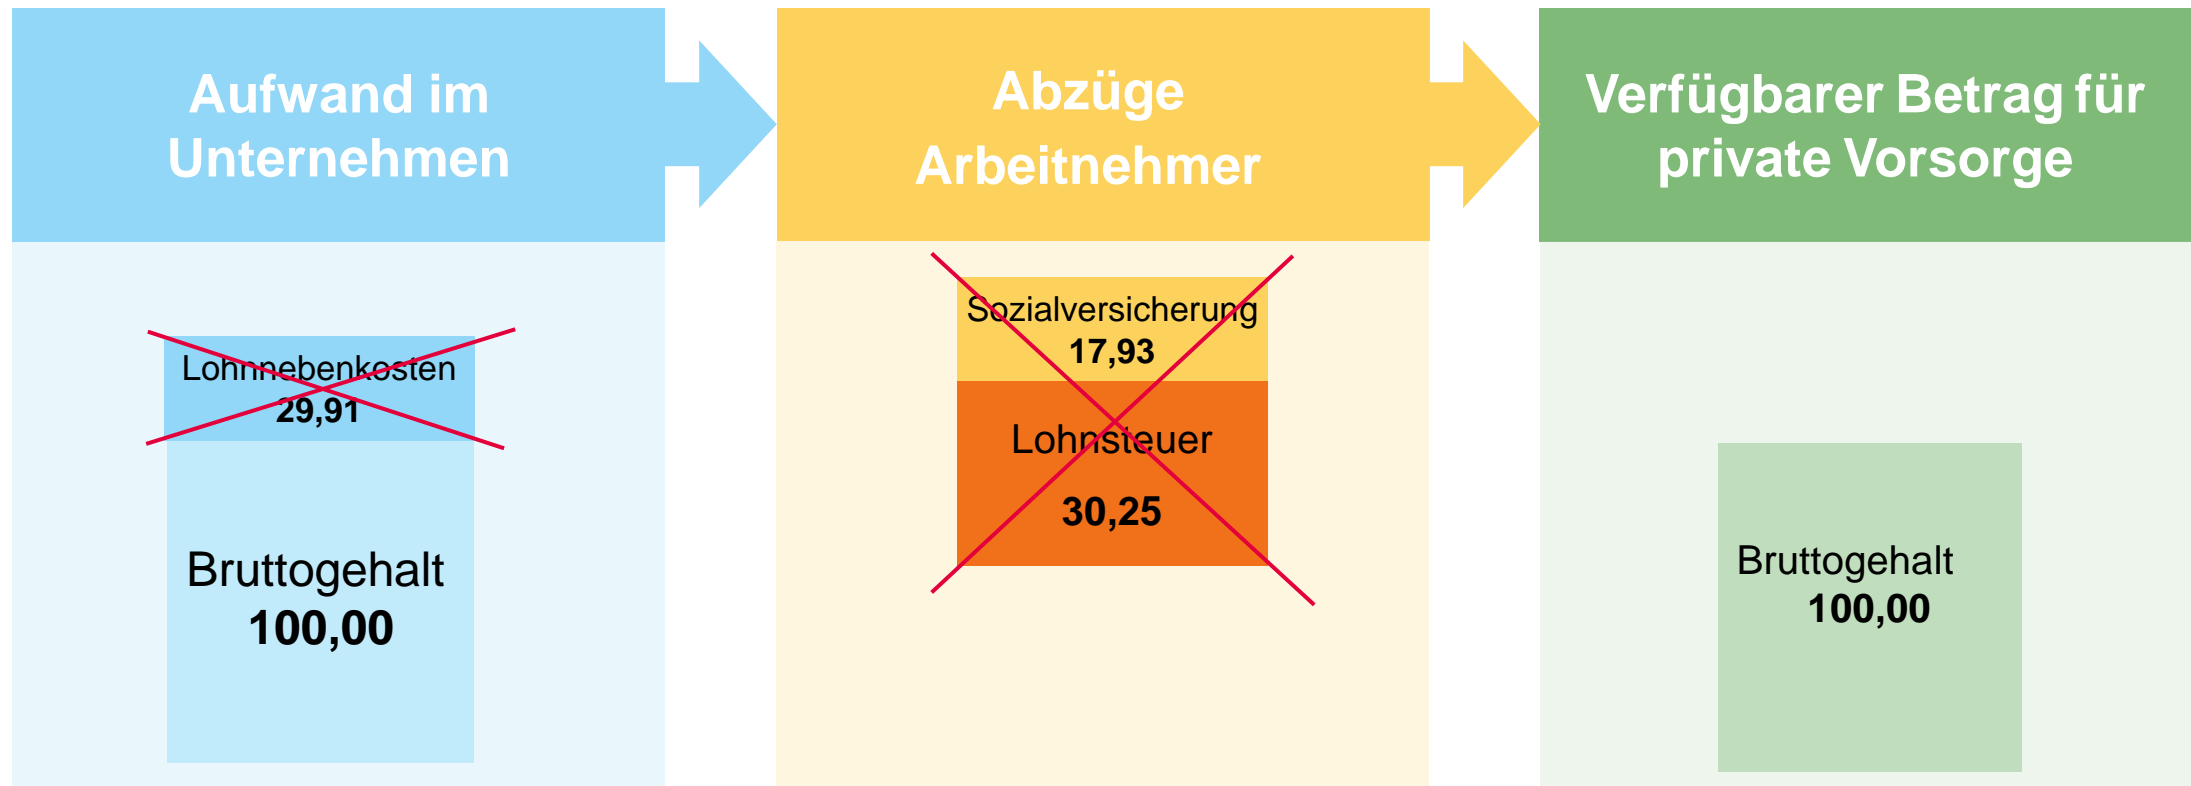 Aufwand im
Unternehmen
Abzüge
Arbeitnehmer
Verfügbarer Betrag für
private Vorsorge
Lohnnebenkosten
29,91
Bruttogehalt
100,00
Sozialversicherung
17,93
Lohnsteuer
30,25
Bruttogehalt
100,00